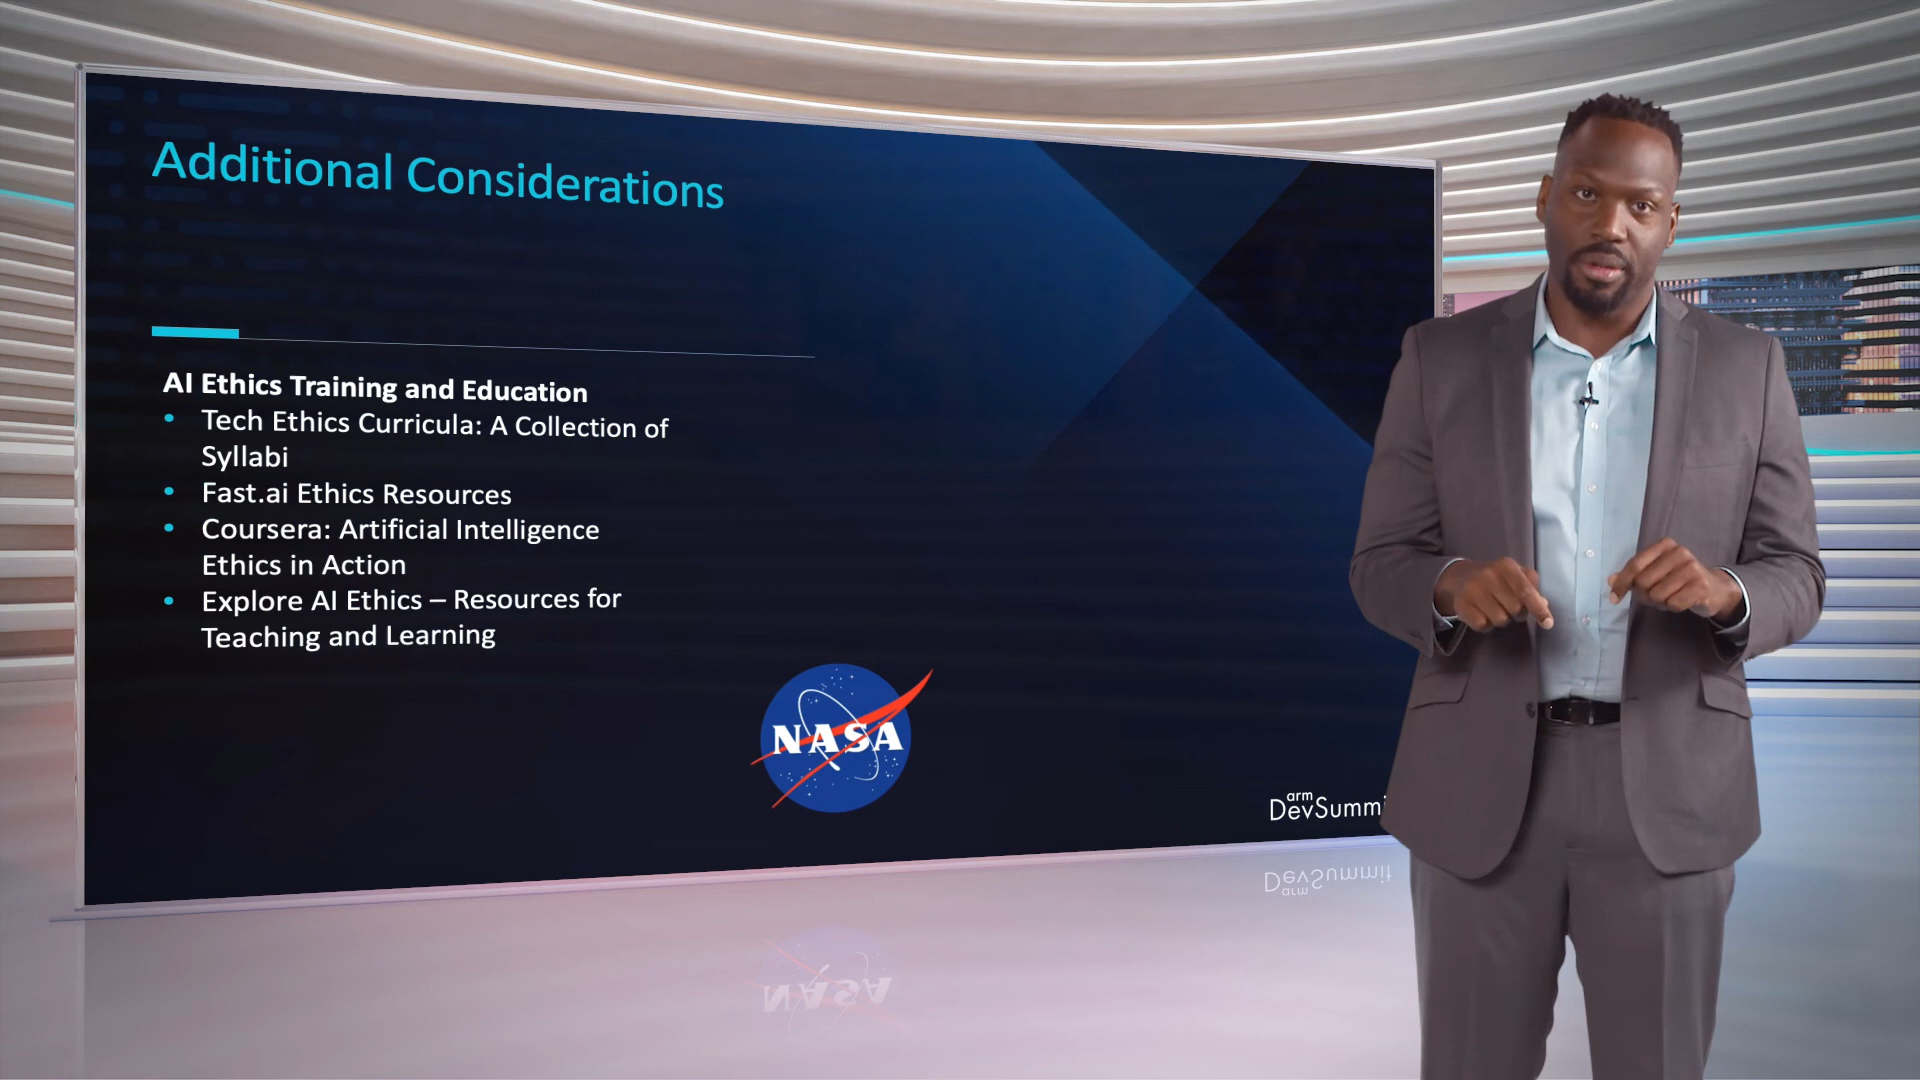 Additional Considerations
AI Ethics Training and Education
• Tech Ethics Curricula: A Collection of
Syllabi
• Fast.ai Ethics Resources
• Coursera: Artificial Intelligence
Ethics in Action
• Explore AI Ethics – Resources for
Teaching and Learning
NASA
arm
DevSummi